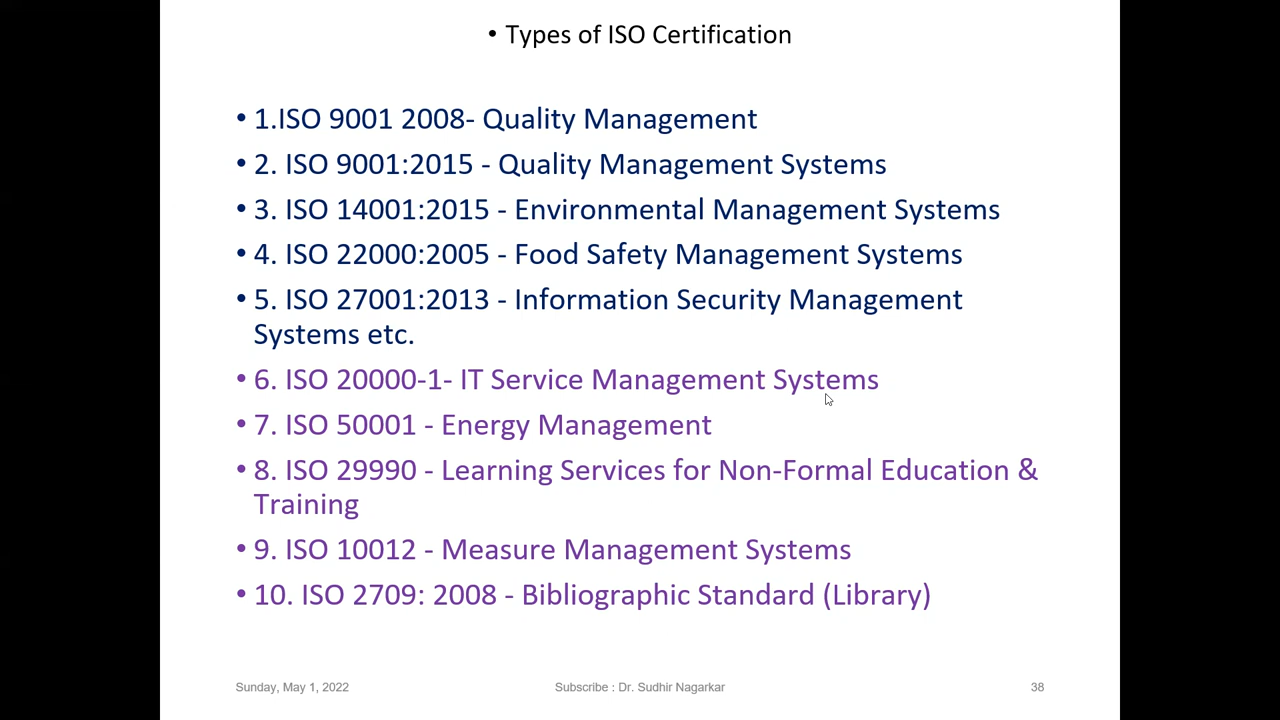 • Types of ISO Certification
• 1.ISO 9001 2008- Quality Management
• 2. ISO 9001:2015 - Quality Management Systems
• 3. ISO 14001:2015 - Environmental Management Systems
• 4. ISO 22000:2005 - Food Safety Management Systems
• 5. ISO 27001:2013 - Information Security Management
Systems etc.
• 6. ISO 20000-1- IT Service Management Systems
• 7. ISO 50001 - Energy Management
• 8. ISO 29990 - Learning Services for Non-Formal Education &
Training
• 9. ISO 10012 - Measure Management Systems
• 10. ISO 2709: 2008 - Bibliographic Standard (Library)
Sunday, May 1, 2022
Subscribe : Dr. Sudhir Nagarkar
38